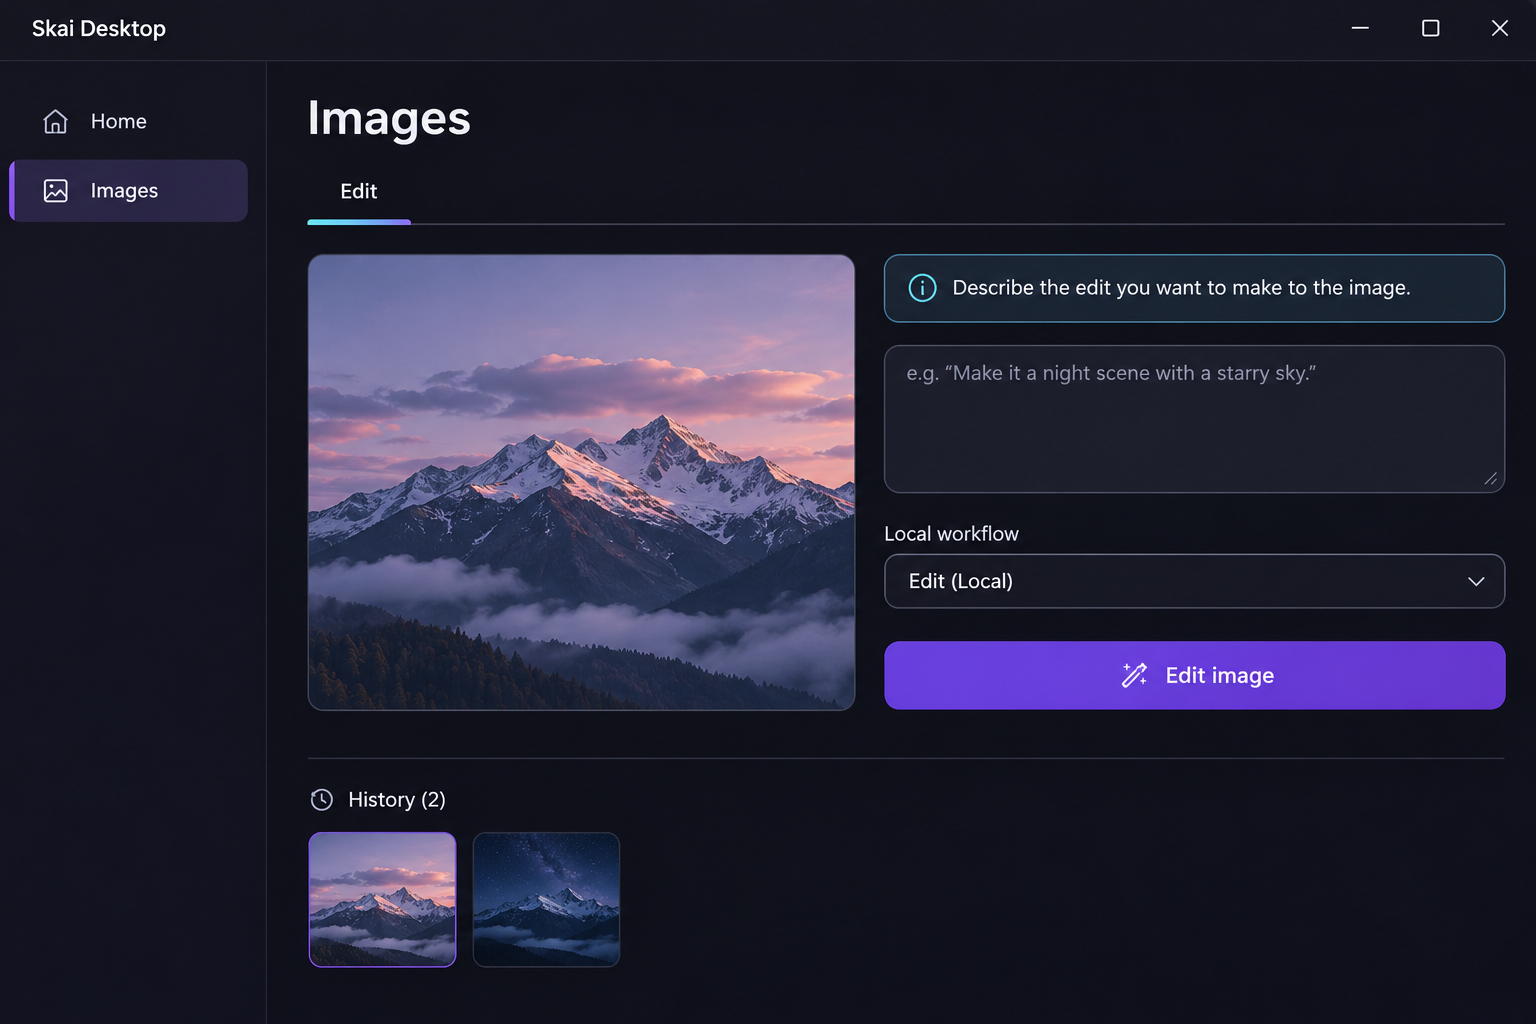 Skai Desktop
Home
Images
Images
Edit
Describe the edit you want to make to the image.
e.g. “Make it a night scene with a starry sky.”
Local workflow
Edit (Local)
Edit image
History (2)